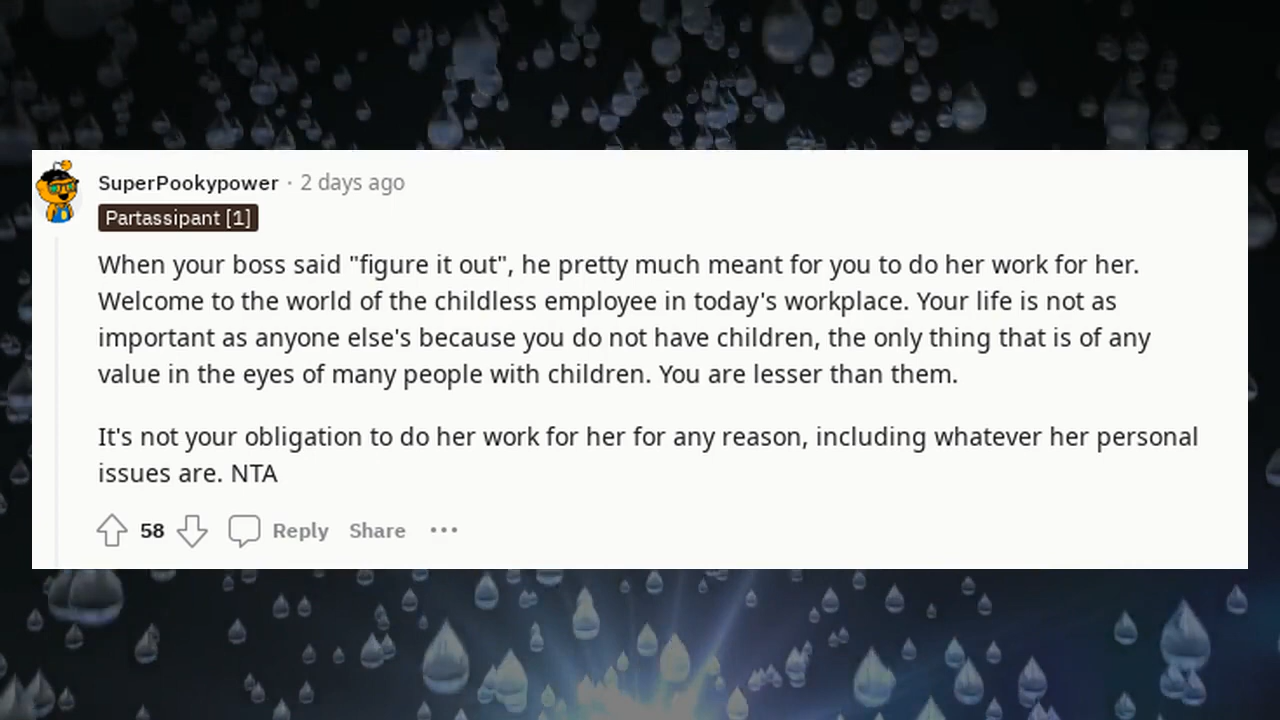 SuperPookypower · 2 days ago
Partassipant [1]
When your boss said "figure it out", he pretty much meant for you to do her work for her.
Welcome to the world of the childless employee in today's workplace. Your life is not as
important as anyone else's because you do not have children, the only thing that is of any
value in the eyes of many people with children. You are lesser than them.
It's not your obligation to do her work for her for any reason, including whatever her personal
issues are. NTA
58 Reply Share ···